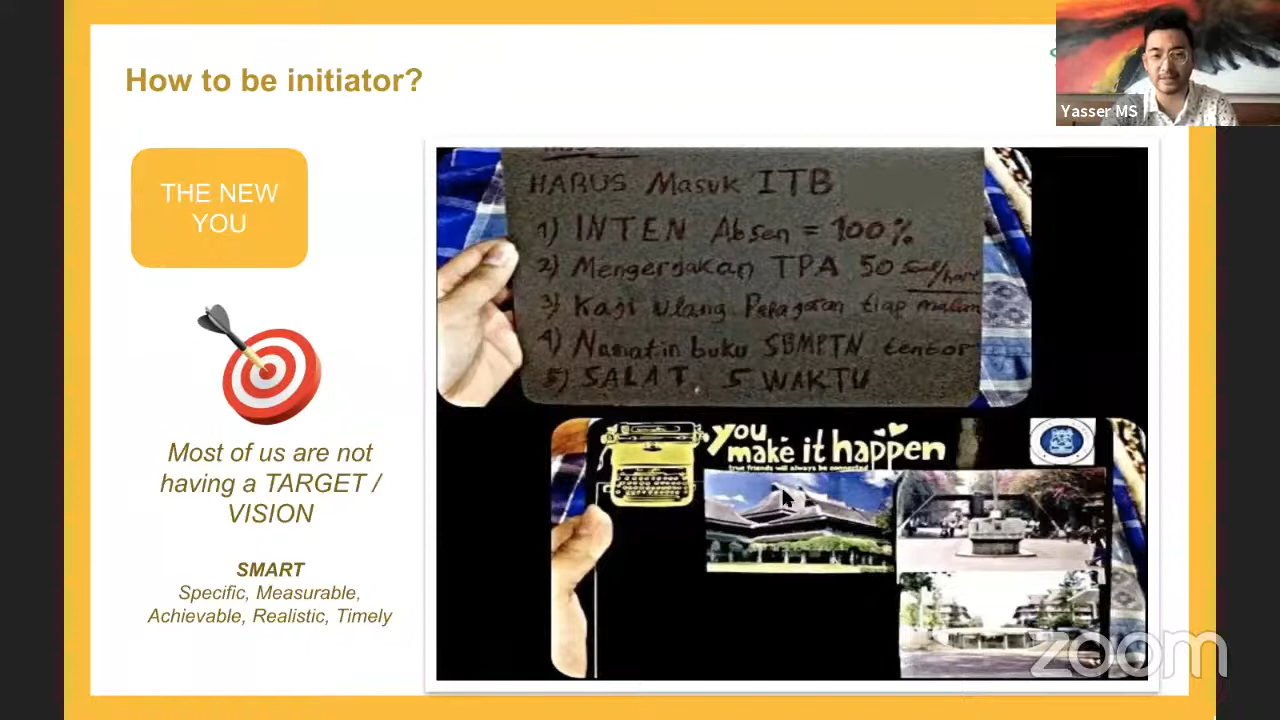 How to be initiator?
Yasser MS
THE NEW
YOU
HARUS Masuk ITB
1) INTEN Absen = 100%
2) Mengerjakan TPA 50 Soal/hari
3) Kaji Ulang Pelajaran tiap malam
4) Namatin buku SBMPTN tentor
5) SALAT 5 WAKTU
you
make it happen
true friends will always be connected
Most of us are not
having a TARGET /
VISION
SMART
Specific, Measurable,
Achievable, Realistic, Timely
zoom